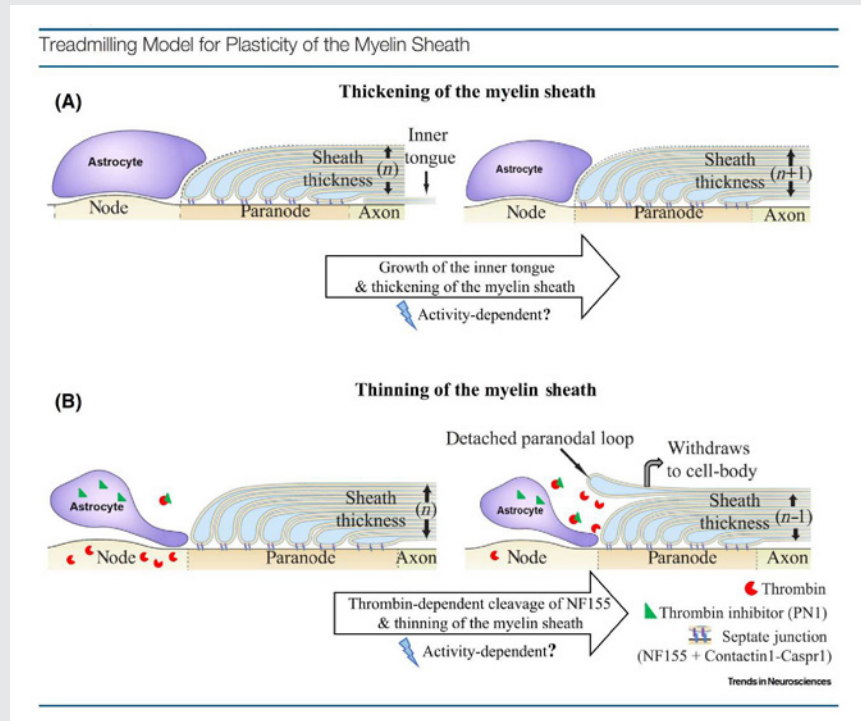 Treadmilling Model for Plasticity of the Myelin Sheath
(A)
Thickening of the myelin sheath
Astrocyte
Sheath
thickness
(n)
Inner
tongue
Node
Paranode
Axon
Astrocyte
Sheath
thickness
(n+1)
Node
Paranode
Axon
Growth of the inner tongue
& thickening of the myelin sheath
Activity-dependent?
(B)
Thinning of the myelin sheath
Astrocyte
Sheath
thickness
(n)
Node
Paranode
Axon
Detached paranodal loop
Withdraws
to cell-body
Astrocyte
Sheath
thickness
(n–1)
Node
Paranode
Axon
Thrombin-dependent cleavage of NF155
& thinning of the myelin sheath
Activity-dependent?
Thrombin
Thrombin inhibitor (PN1)
Septate junction
(NF155 + Contactin1-Caspr1)
Trends in Neurosciences